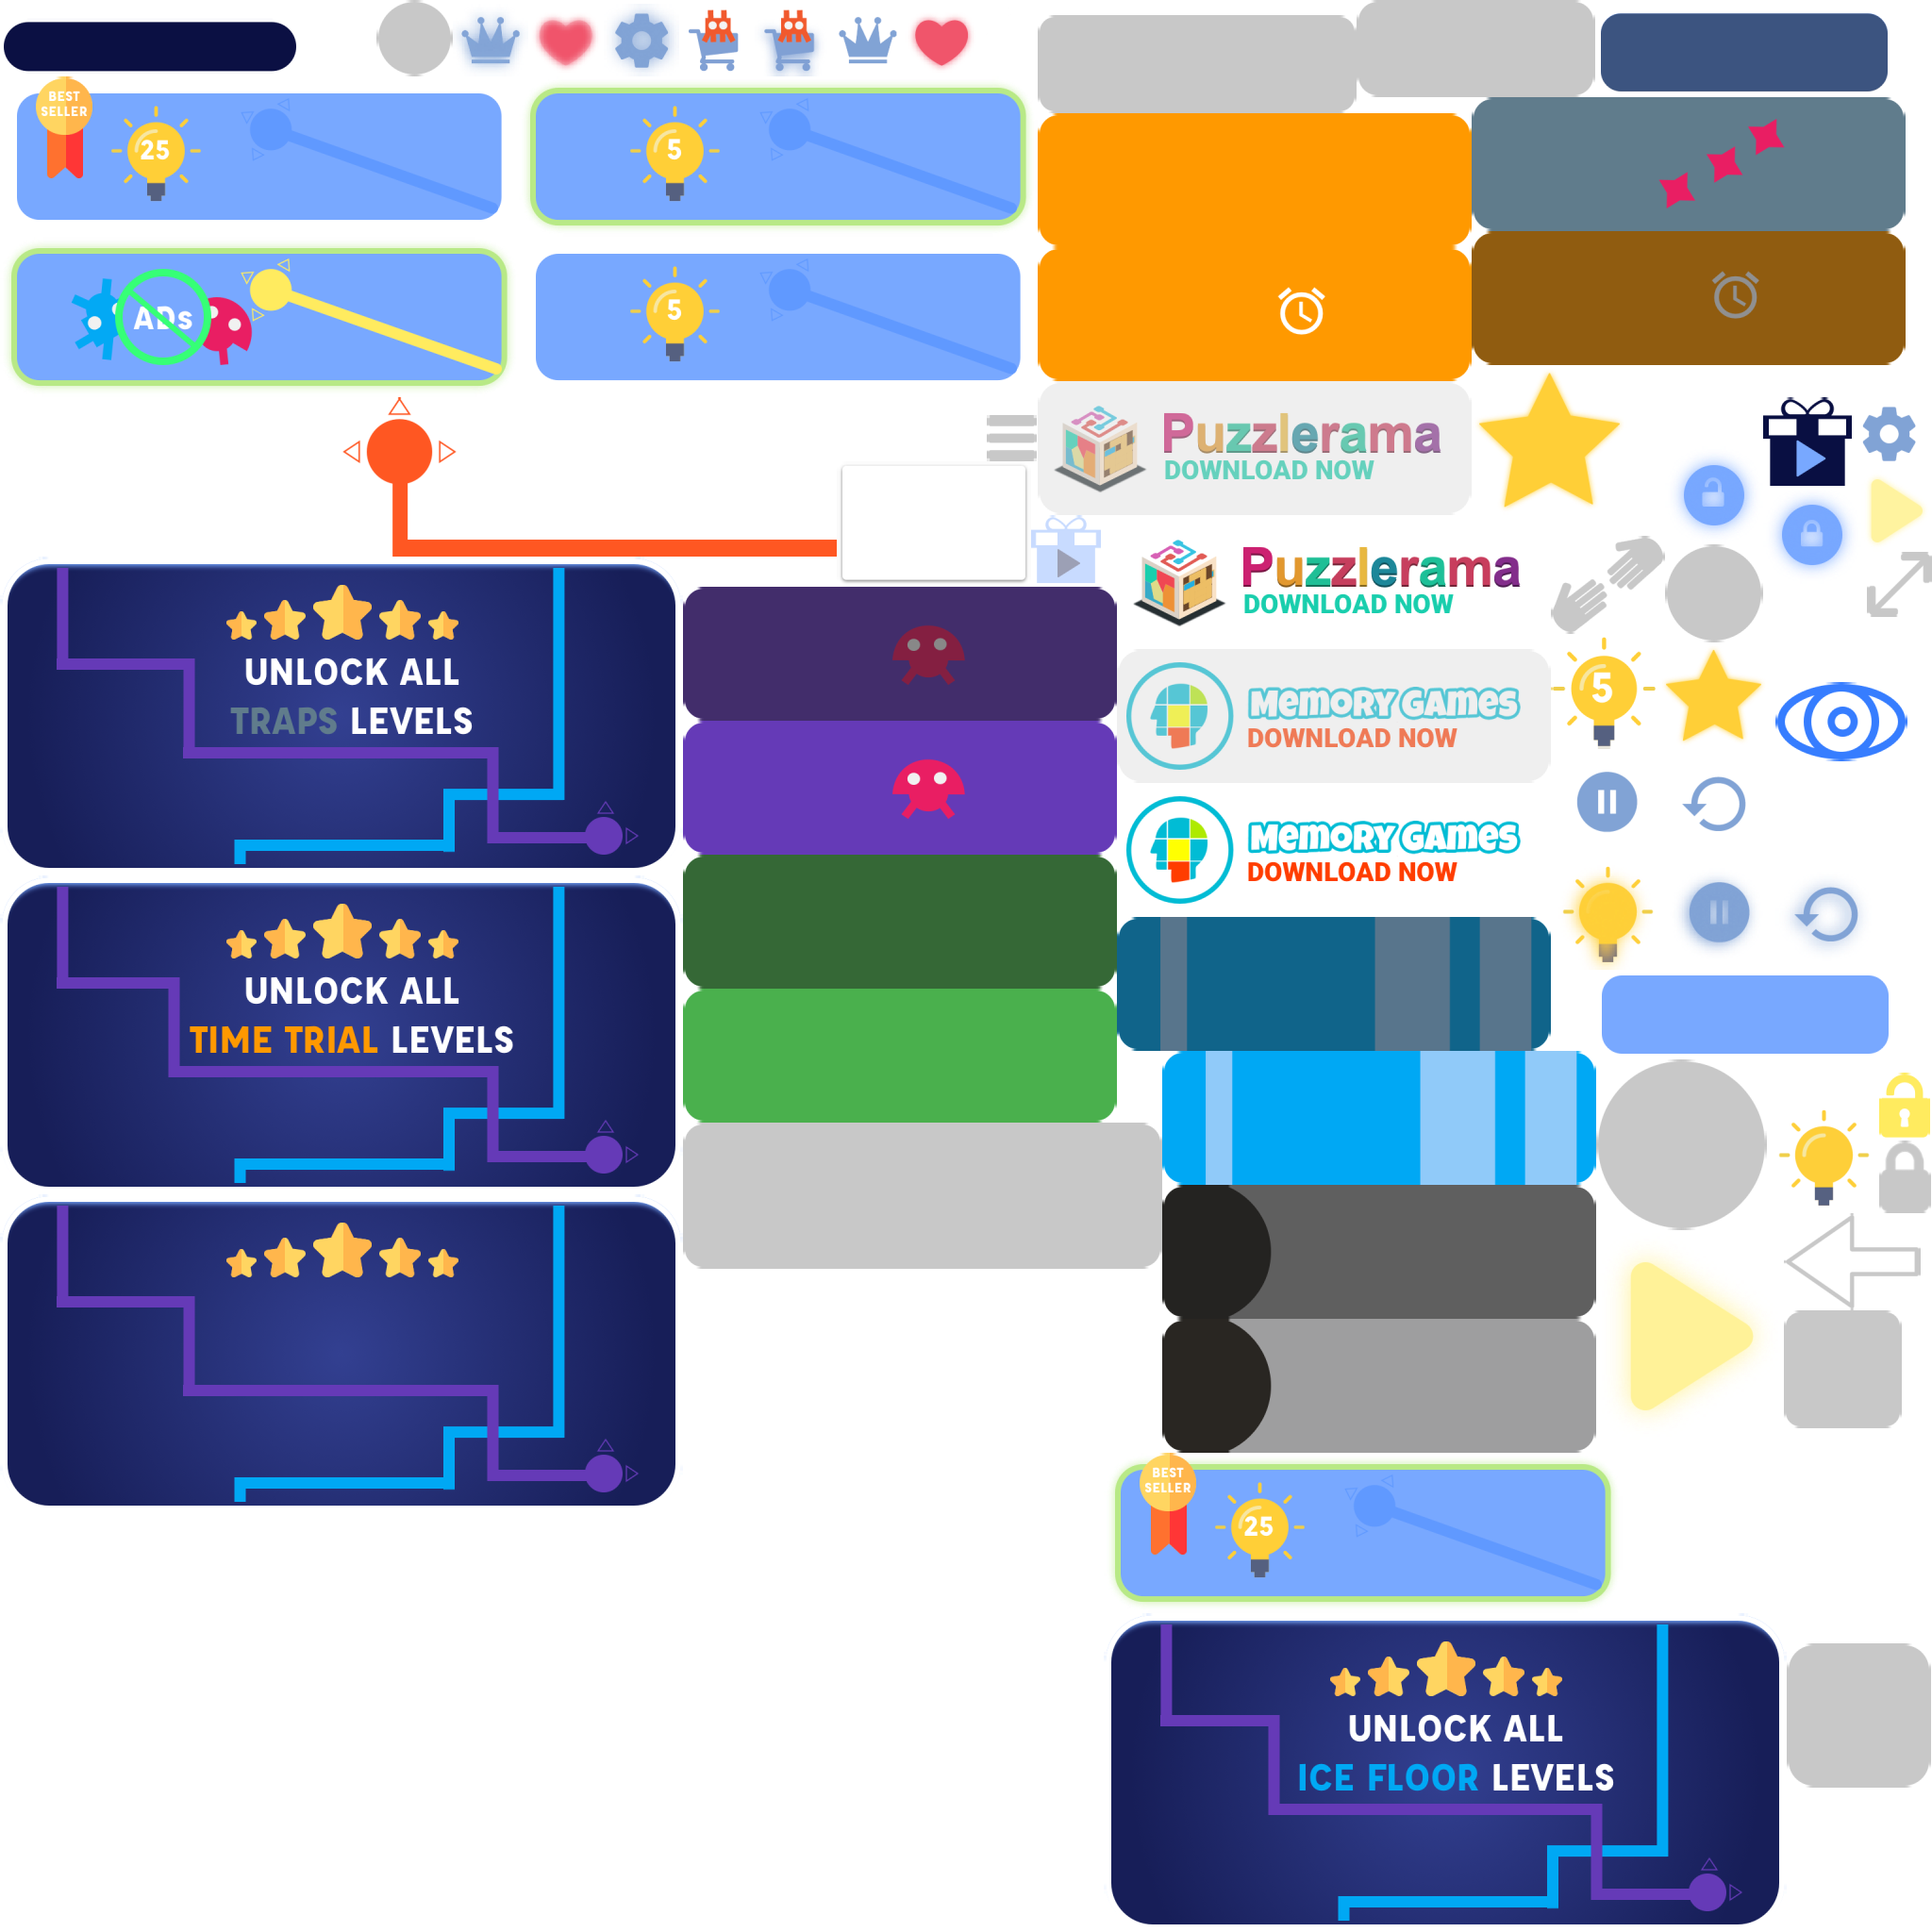 BEST
SELLER
25
5
ADs
5
Puzzlerama
DOWNLOAD NOW
Puzzlerama
DOWNLOAD NOW
UNLOCK ALL
TRAPS LEVELS
5
MEMORY GAMES
DOWNLOAD NOW
MEMORY GAMES
DOWNLOAD NOW
UNLOCK ALL
TIME TRIAL LEVELS
BEST
SELLER
25
UNLOCK ALL
ICE FLOOR LEVELS